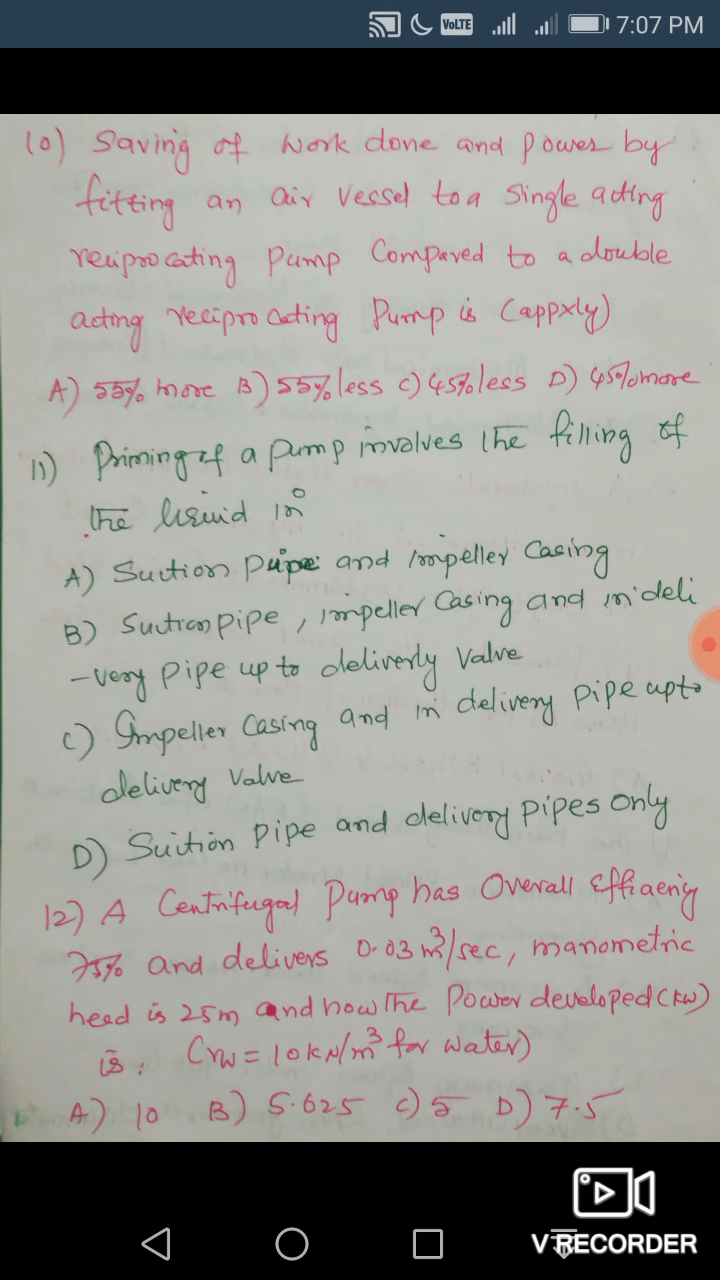 VoLTE 7:07 PM
10) Saving of work done and power by
fitting an air vessel to a single acting
reciprocating pump compared to a double
acting reciprocating pump is (appxly)
A) 55% more B) 55% less C) 45% less D) 45% more
11) Priming of a pump involves the filling of
the liquid in
A) Suction pipe and impeller casing
B) Suction pipe, impeller casing and in deli
-very pipe up to deliverly valve
C) Impeller casing and in delivery pipe upto
delivery valve
D) Suition pipe and delivery pipes only
12) A Centrifugal Pump has Overall Efficiency
75% and delivers 0.03 m³/sec, manometric
head is 25m and how the power developed (kw)
is: (rw = 10 kN/m³ for water)
A) 10 B) 5.625 C) 5 D) 7.5
V RECORDER